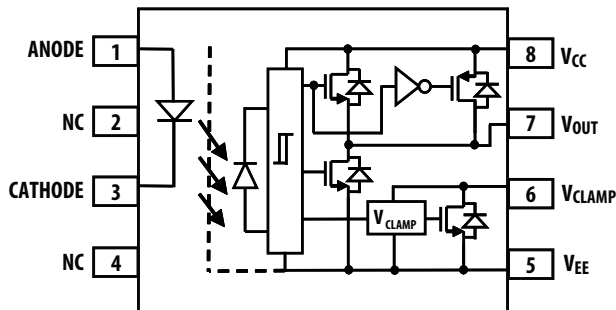 ANODE 1
NC 2
CATHODE 3
NC 4
8 VCC
7 VOUT
6 VCLAMP
5 VEE
VCLAMP